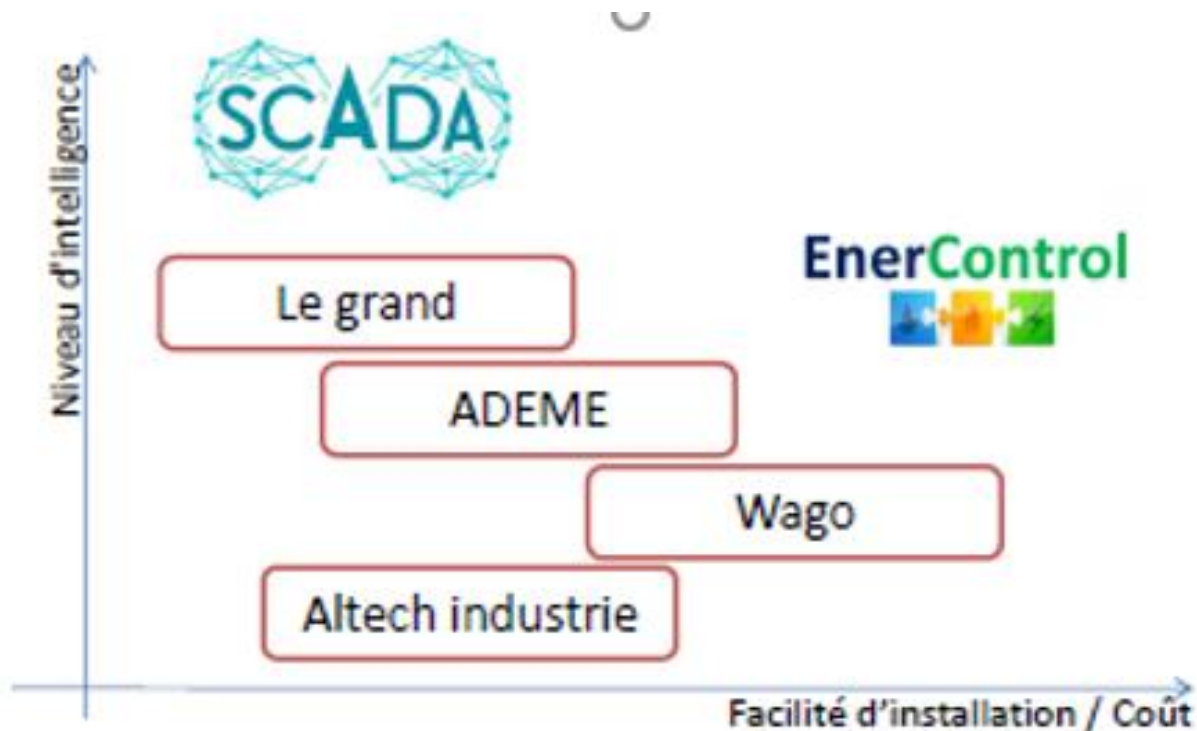 Niveau d'intelligence
SCADA
EnerControl
Le grand
ADEME
Wago
Altech industrie
Facilité d'installation / Coût